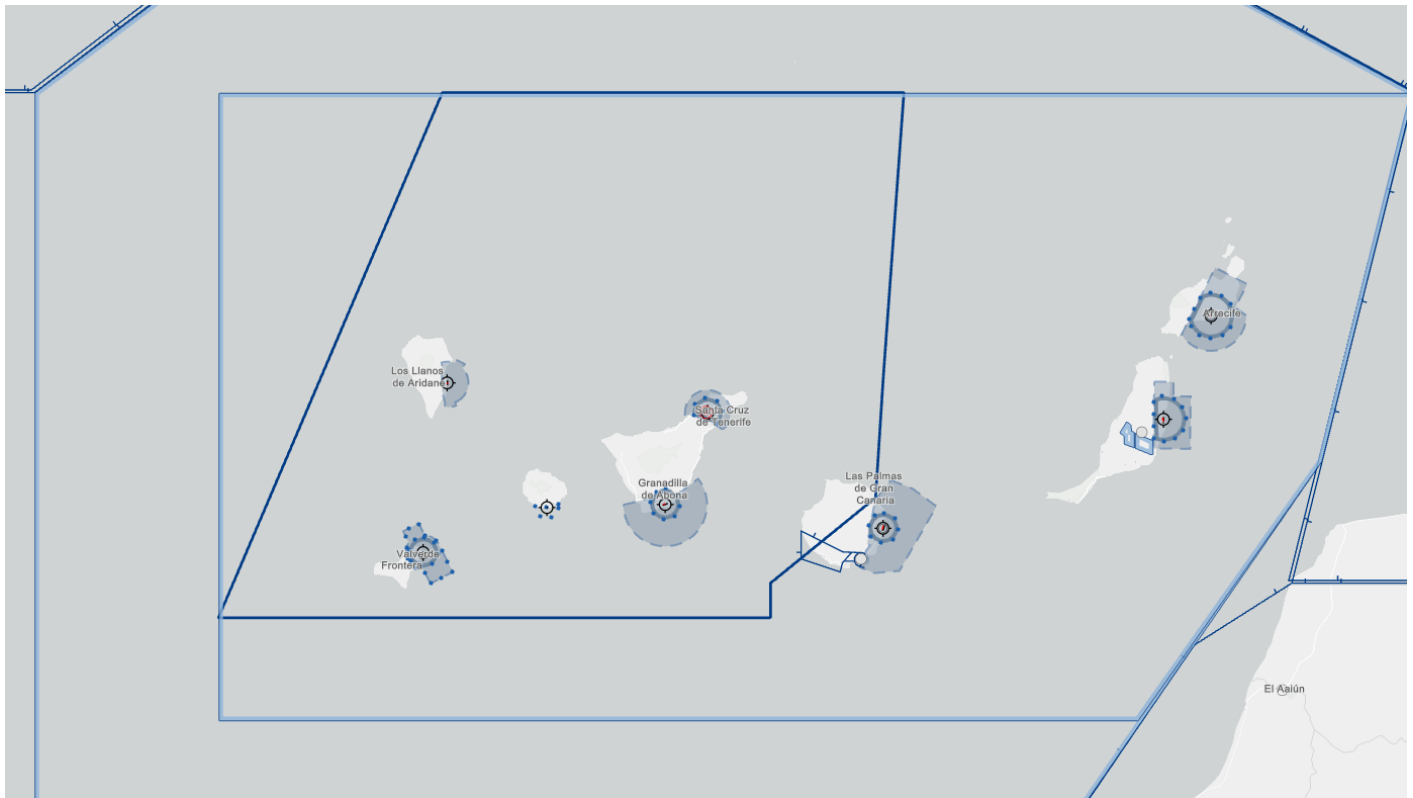 Arrecife
Los Llanos
de Aridane
Santa Cruz
de Tenerife
Las Palmas
de Gran
Canaria
Granadilla
de Abona
Valverde
Frontera
El Aaiún